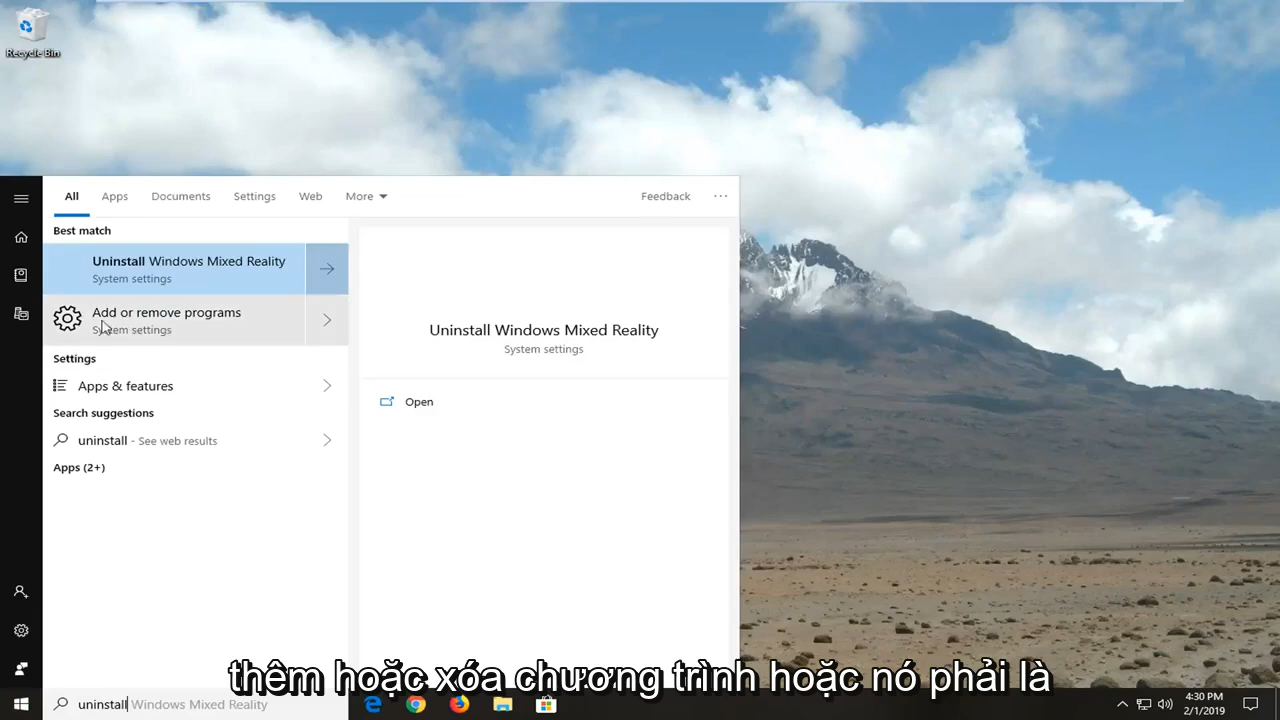 Recycle Bin
All Apps Documents Settings Web More Feedback ...
Best match
Uninstall Windows Mixed Reality
System settings
Add or remove programs
System settings
Settings
Apps & features
Search suggestions
uninstall - See web results
Apps (2+)
Uninstall Windows Mixed Reality
System settings
Open
thêm hoặc xóa chương trình hoặc nó phải là
uninstall Windows Mixed Reality
4:30 PM
2/1/2019